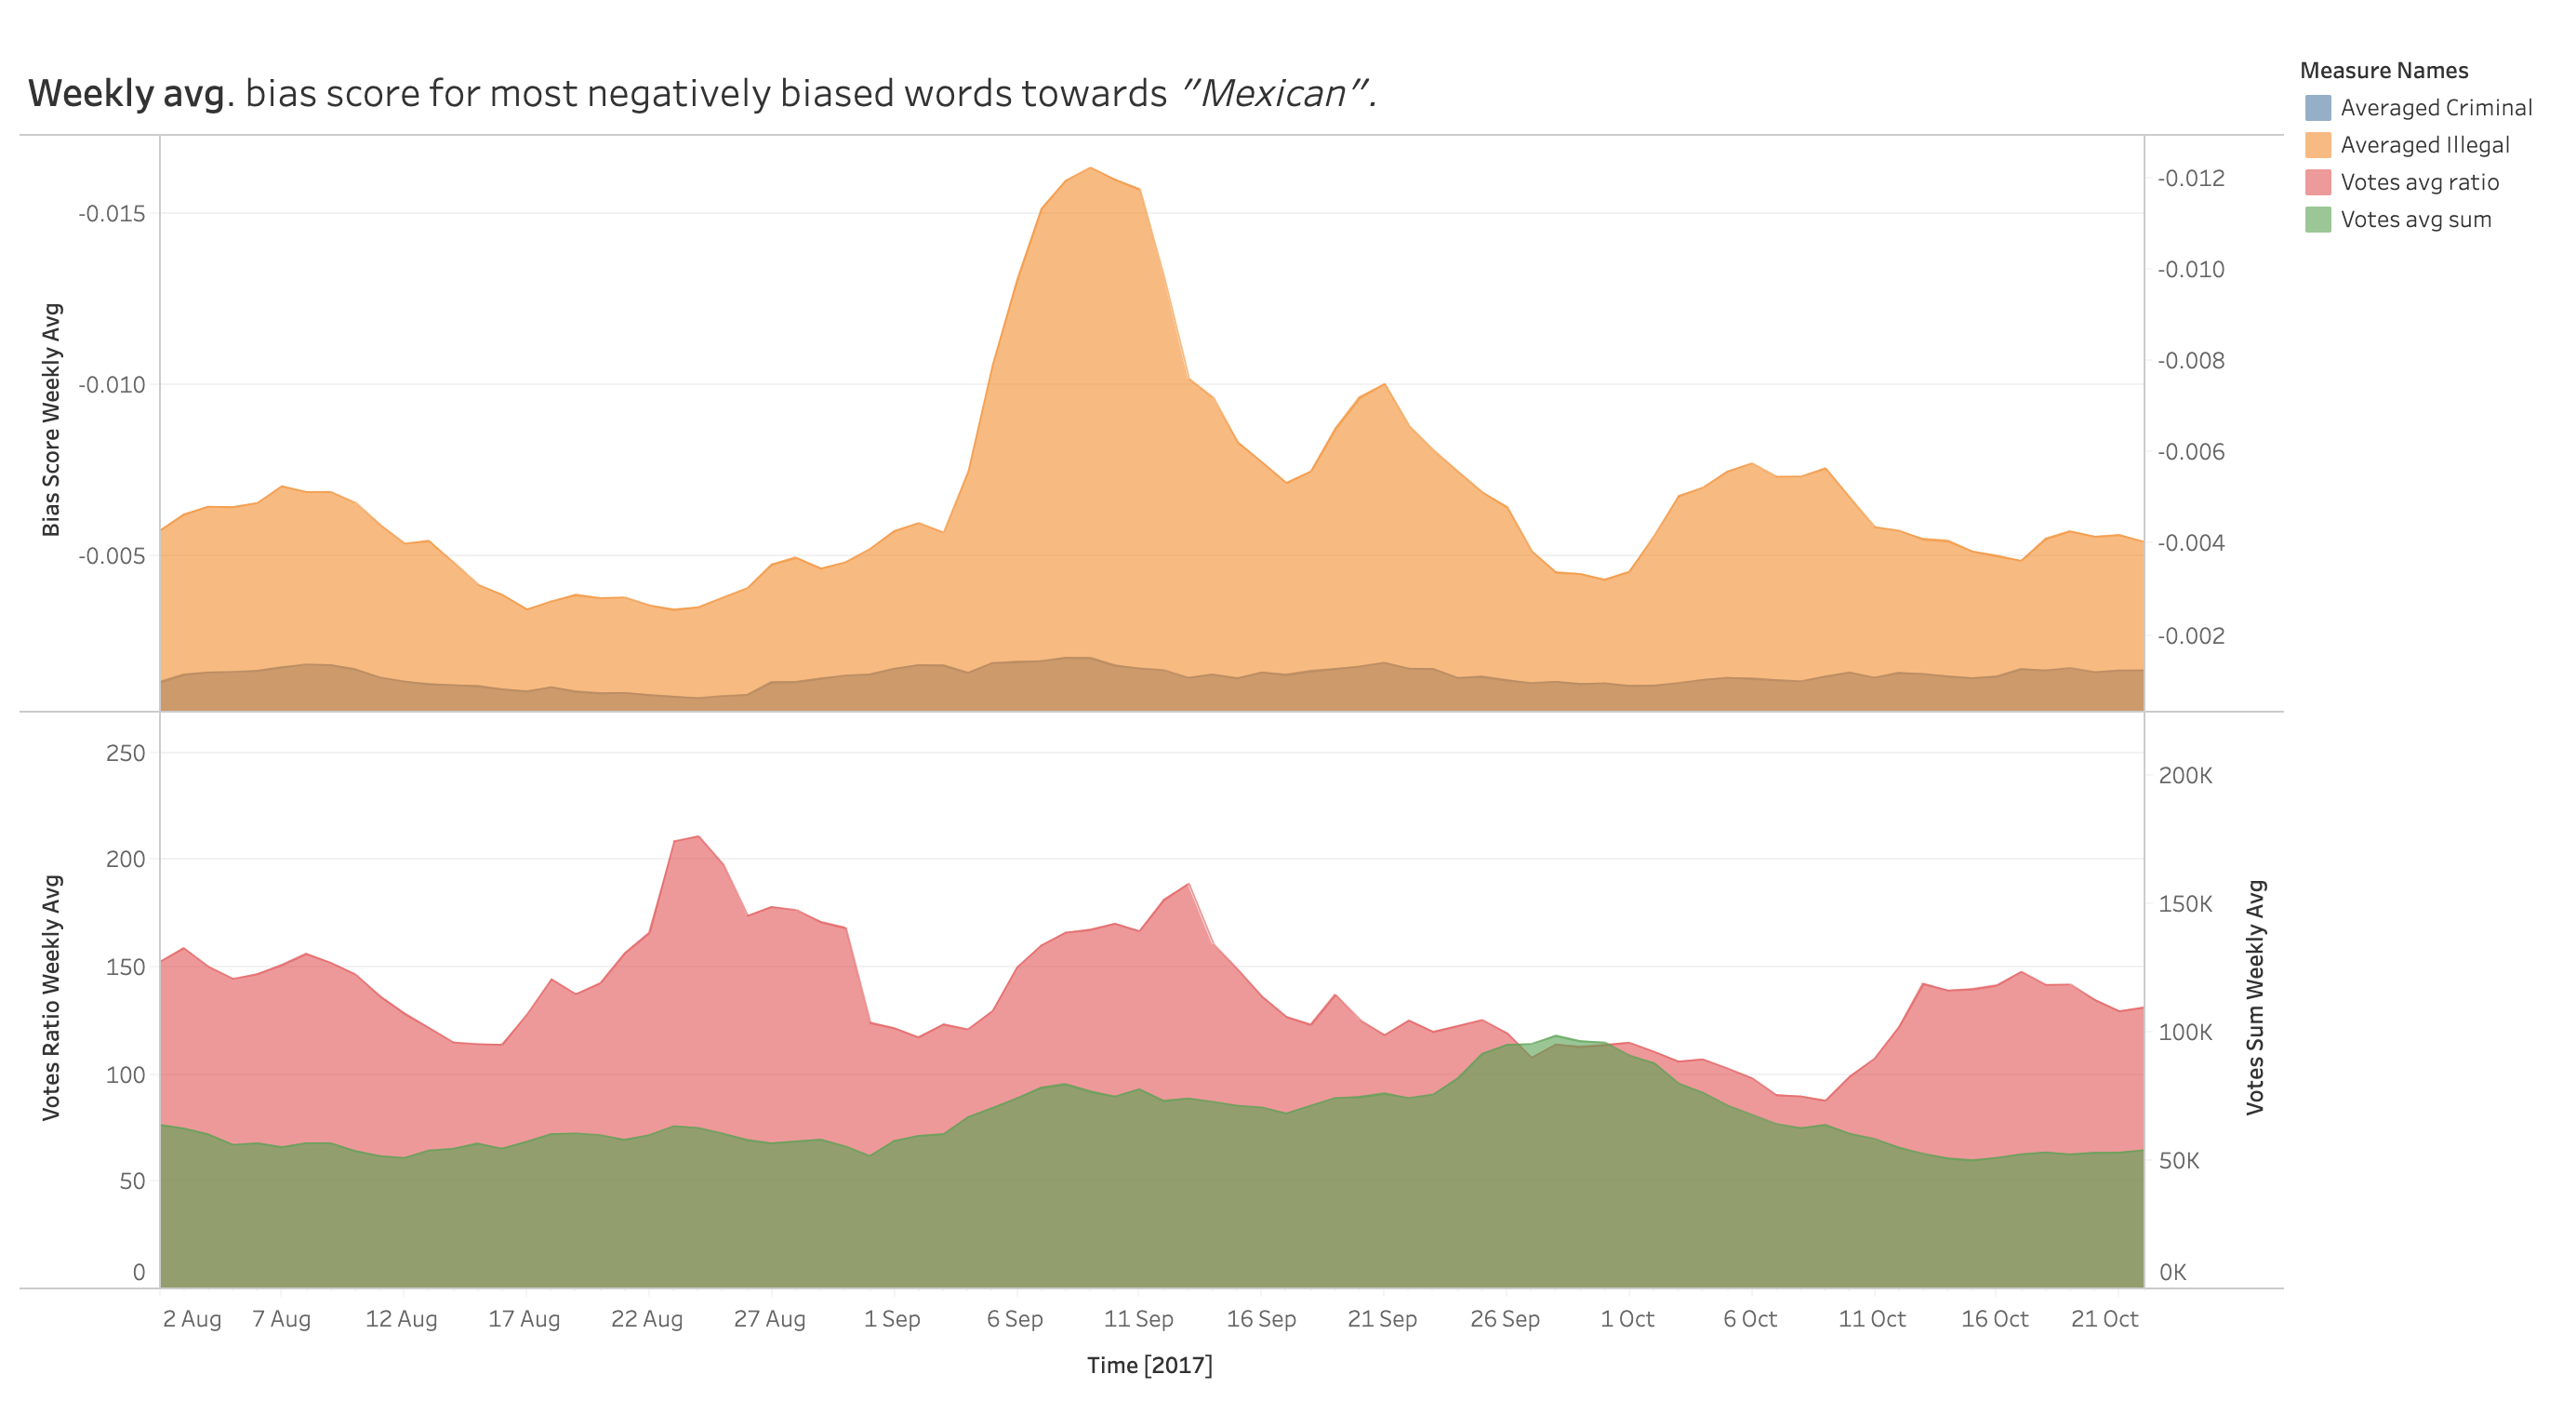 Weekly avg. bias score for most negatively biased words towards "Mexican".
Measure Names
Averaged Criminal
Averaged Illegal
Votes avg ratio
Votes avg sum
Bias Score Weekly Avg
-0.015
-0.010
-0.005
-0.012
-0.010
-0.008
-0.006
-0.004
-0.002
Votes Ratio Weekly Avg
250
200
150
100
50
0
200K
150K
100K
50K
0K
Votes Sum Weekly Avg
2 Aug 7 Aug 12 Aug 17 Aug 22 Aug 27 Aug 1 Sep 6 Sep 11 Sep 16 Sep 21 Sep 26 Sep 1 Oct 6 Oct 11 Oct 16 Oct 21 Oct
Time [2017]